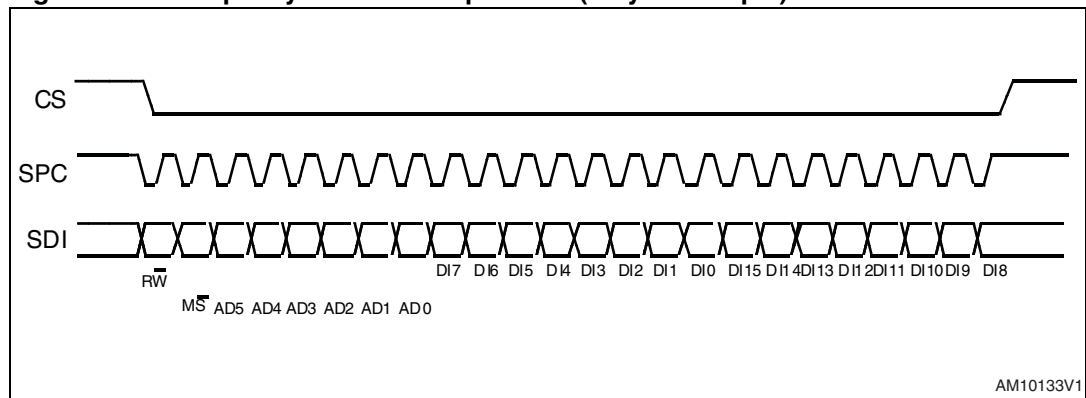 CS
SPC
SDI
DI7 DI6 DI5 DI4 DI3 DI2 DI1 DI0 DI15 DI14 DI13 DI12 DI11 DI10 DI9 DI8
RW
MS AD5 AD4 AD3 AD2 AD1 AD0
AM10133V1